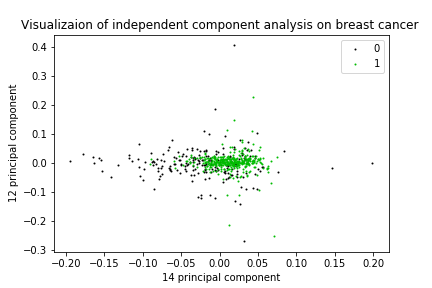 Visualizaion of independent component analysis on breast cancer
0
1
0.4
0.3
0.2
0.1
0.0
−0.1
−0.2
−0.3
12 principal component
−0.20 −0.15 −0.10 −0.05 0.00 0.05 0.10 0.15 0.20
14 principal component